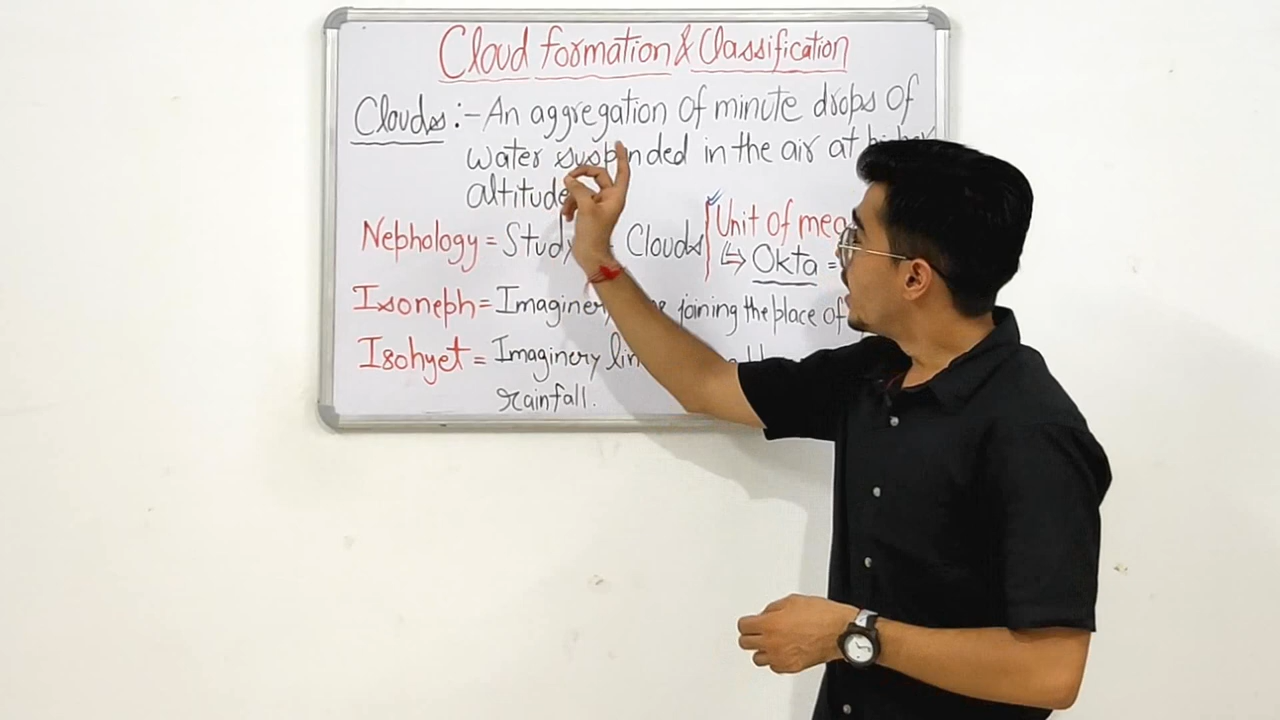 Cloud formation & Classification
Clouds :- An aggregation of minute drops of
water suspended in the air at higher
altitude
Nephology = Study Clouds
Unit of
↳ Okta =
Isoneph = Imaginery joining the place of
Isohyet = Imaginery
rainfall.